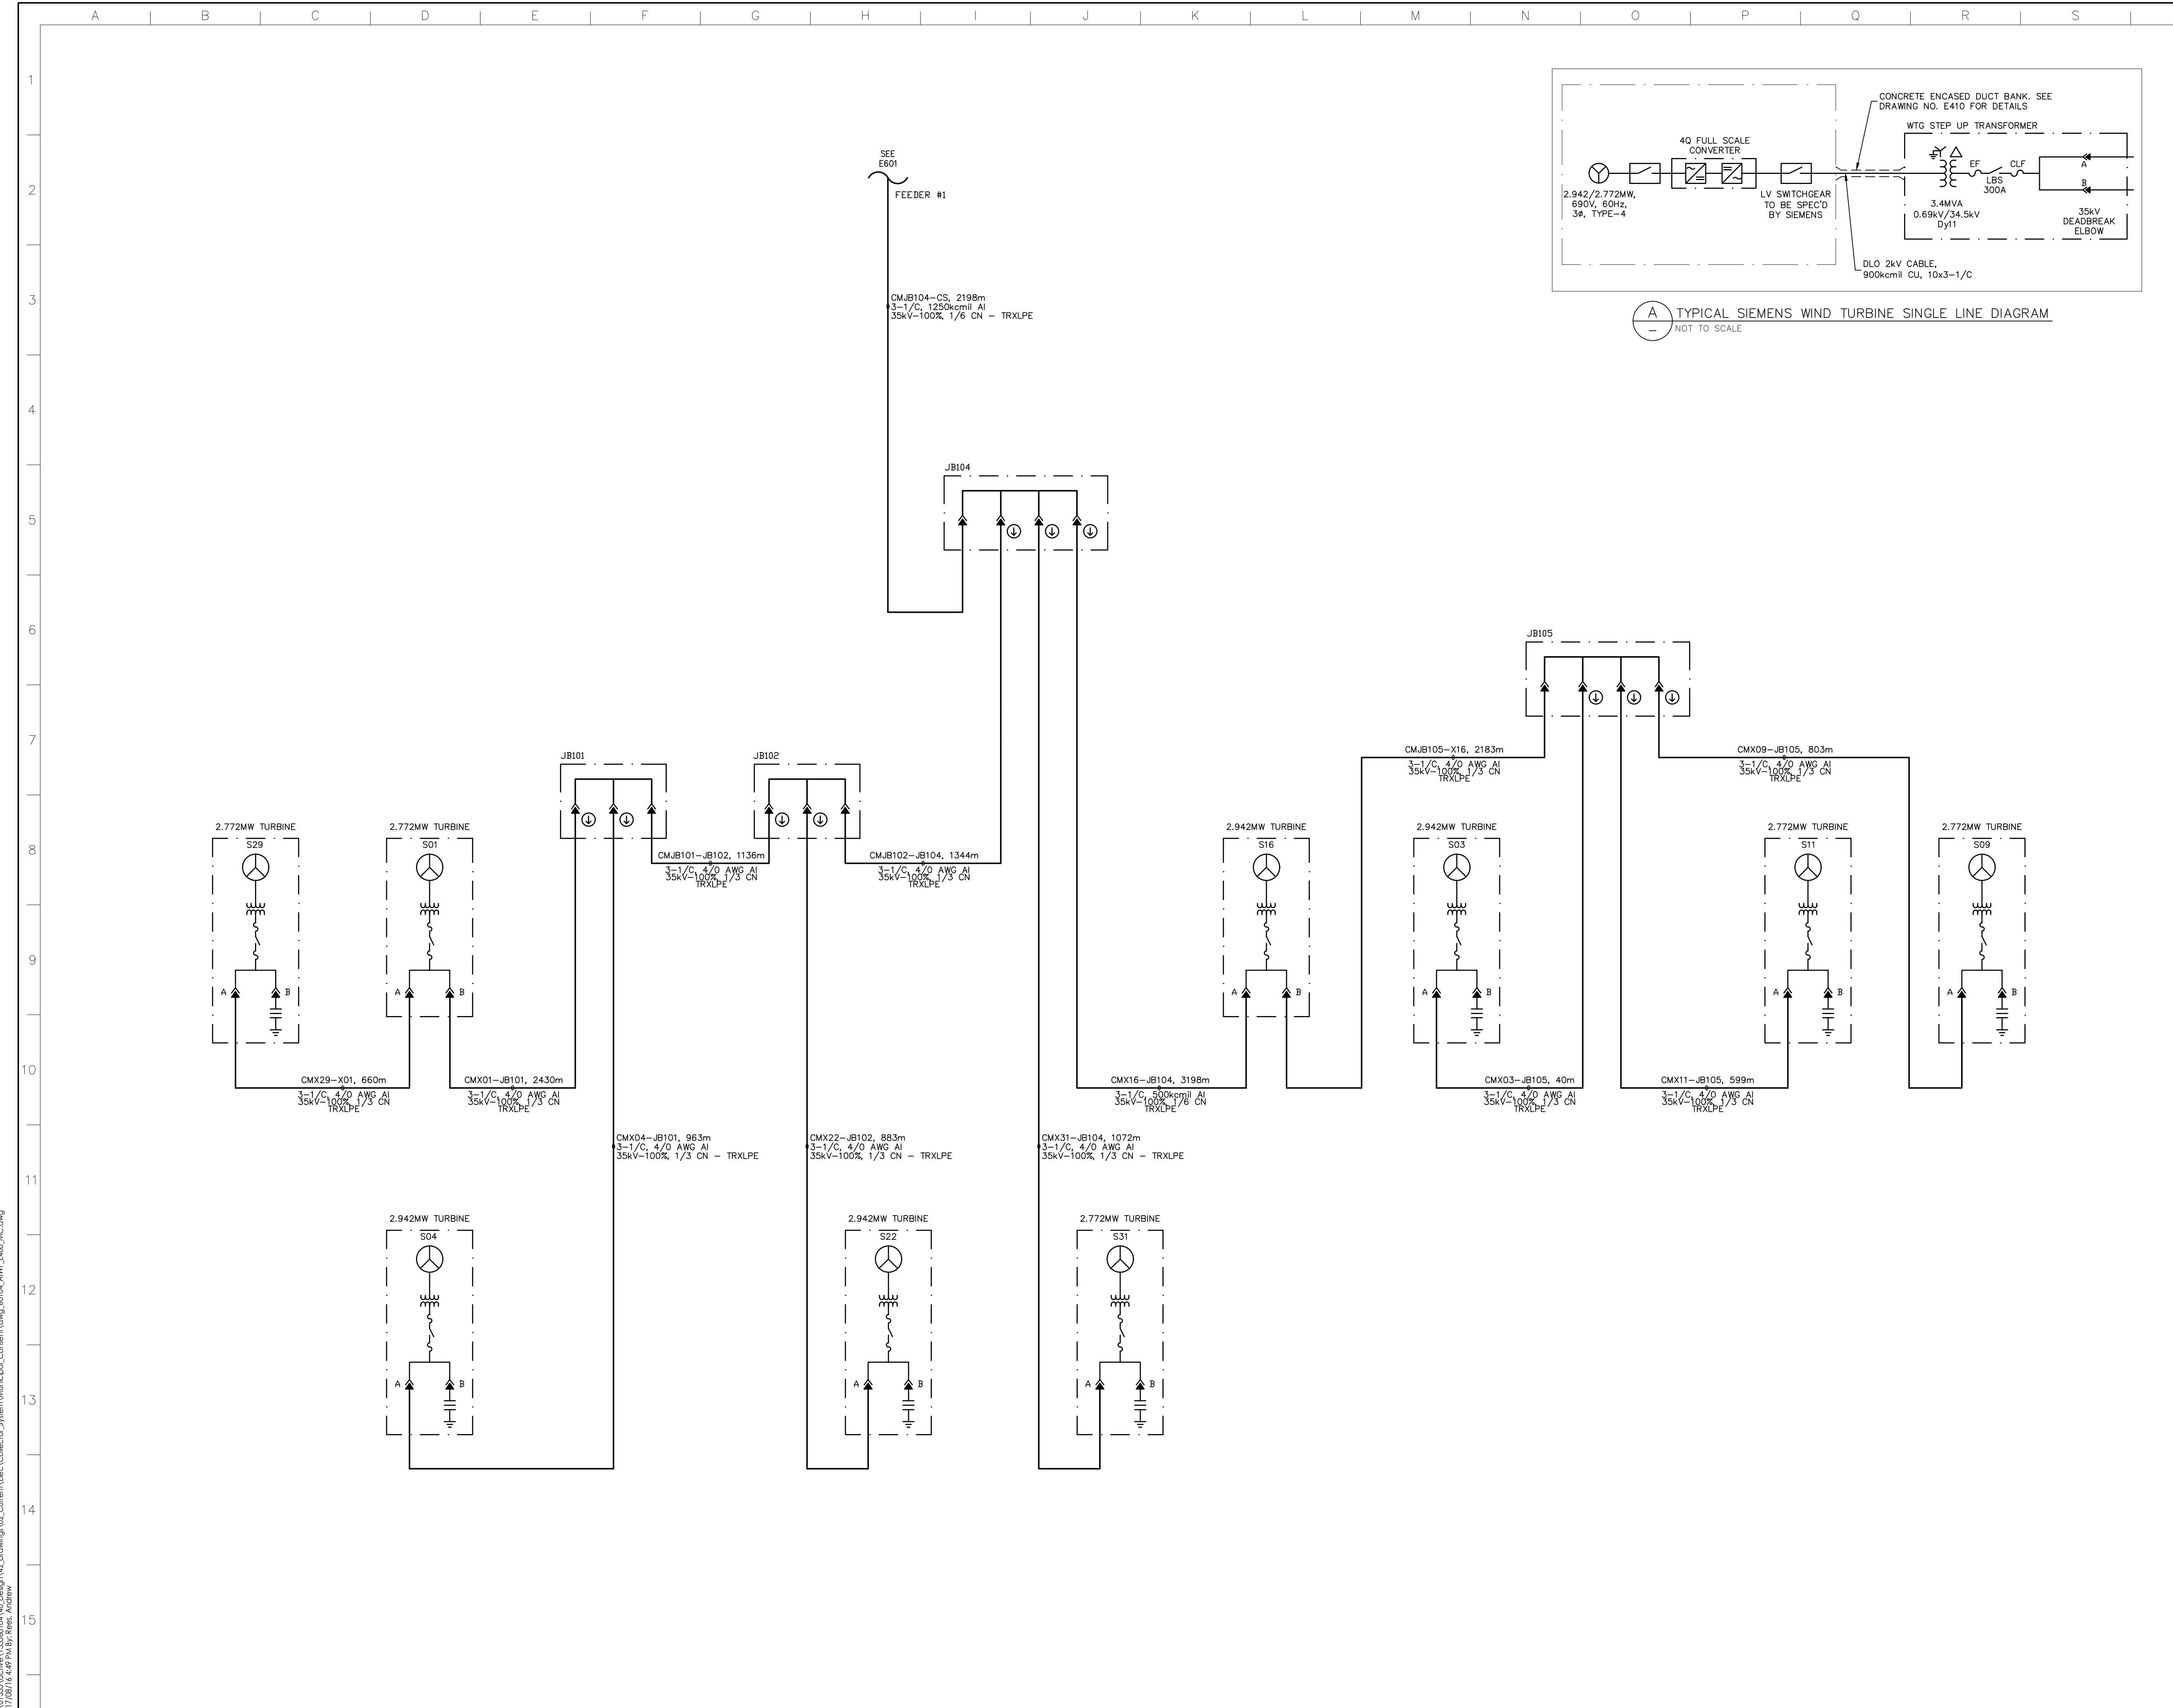 A B C D E F G H I J K L M N O P Q R S
1
2
3
4
5
6
7
8
9
10
11
12
13
14
15
CONCRETE ENCASED DUCT BANK. SEE
DRAWING NO. E410 FOR DETAILS
WTG STEP UP TRANSFORMER
4Q FULL SCALE
CONVERTER
EF
CLF
LBS
300A
A
B
2.942/2.772MW,
690V, 60Hz,
3ø, TYPE-4
LV SWITCHGEAR
TO BE SPEC'D
BY SIEMENS
3.4MVA
0.69kV/34.5kV
Dy11
35kV
DEADBREAK
ELBOW
DLO 2kV CABLE,
900kcmil CU, 10x3-1/C
A
-
TYPICAL SIEMENS WIND TURBINE SINGLE LINE DIAGRAM
NOT TO SCALE
SEE
E601
FEEDER #1
CMJB104-CS, 2198m
3-1/C, 1250kcmil Al
35kV-100%, 1/6 CN - TRXLPE
JB104
JB105
JB101
JB102
CMJB105-X16, 2183m
3-1/C, 4/0 AWG Al
35kV-100%, 1/3 CN
TRXLPE
CMX09-JB105, 803m
3-1/C, 4/0 AWG Al
35kV-100%, 1/3 CN
TRXLPE
CMJB101-JB102, 1136m
3-1/C, 4/0 AWG Al
35kV-100%, 1/3 CN
TRXLPE
CMJB102-JB104, 1344m
3-1/C, 4/0 AWG Al
35kV-100%, 1/3 CN
TRXLPE
2.772MW TURBINE
S29
A
B
2.772MW TURBINE
S01
A
B
2.942MW TURBINE
S16
A
B
2.942MW TURBINE
S03
A
B
2.772MW TURBINE
S11
A
B
2.772MW TURBINE
S09
A
B
CMX29-X01, 660m
3-1/C, 4/0 AWG Al
35kV-100%, 1/3 CN
TRXLPE
CMX01-JB101, 2430m
3-1/C, 4/0 AWG Al
35kV-100%, 1/3 CN
TRXLPE
CMX16-JB104, 3198m
3-1/C, 500kcmil Al
35kV-100%, 1/6 CN
TRXLPE
CMX03-JB105, 40m
3-1/C, 4/0 AWG Al
35kV-100%, 1/3 CN
TRXLPE
CMX11-JB105, 599m
3-1/C, 4/0 AWG Al
35kV-100%, 1/3 CN
TRXLPE
CMX04-JB101, 963m
3-1/C, 4/0 AWG Al
35kV-100%, 1/3 CN - TRXLPE
CMX22-JB102, 883m
3-1/C, 4/0 AWG Al
35kV-100%, 1/3 CN - TRXLPE
CMX31-JB104, 1072m
3-1/C, 4/0 AWG Al
35kV-100%, 1/3 CN - TRXLPE
2.942MW TURBINE
S04
A
B
2.942MW TURBINE
S22
A
B
2.772MW TURBINE
S31
A
B
17/08/16 4:49 PM By: Rees, Andrew